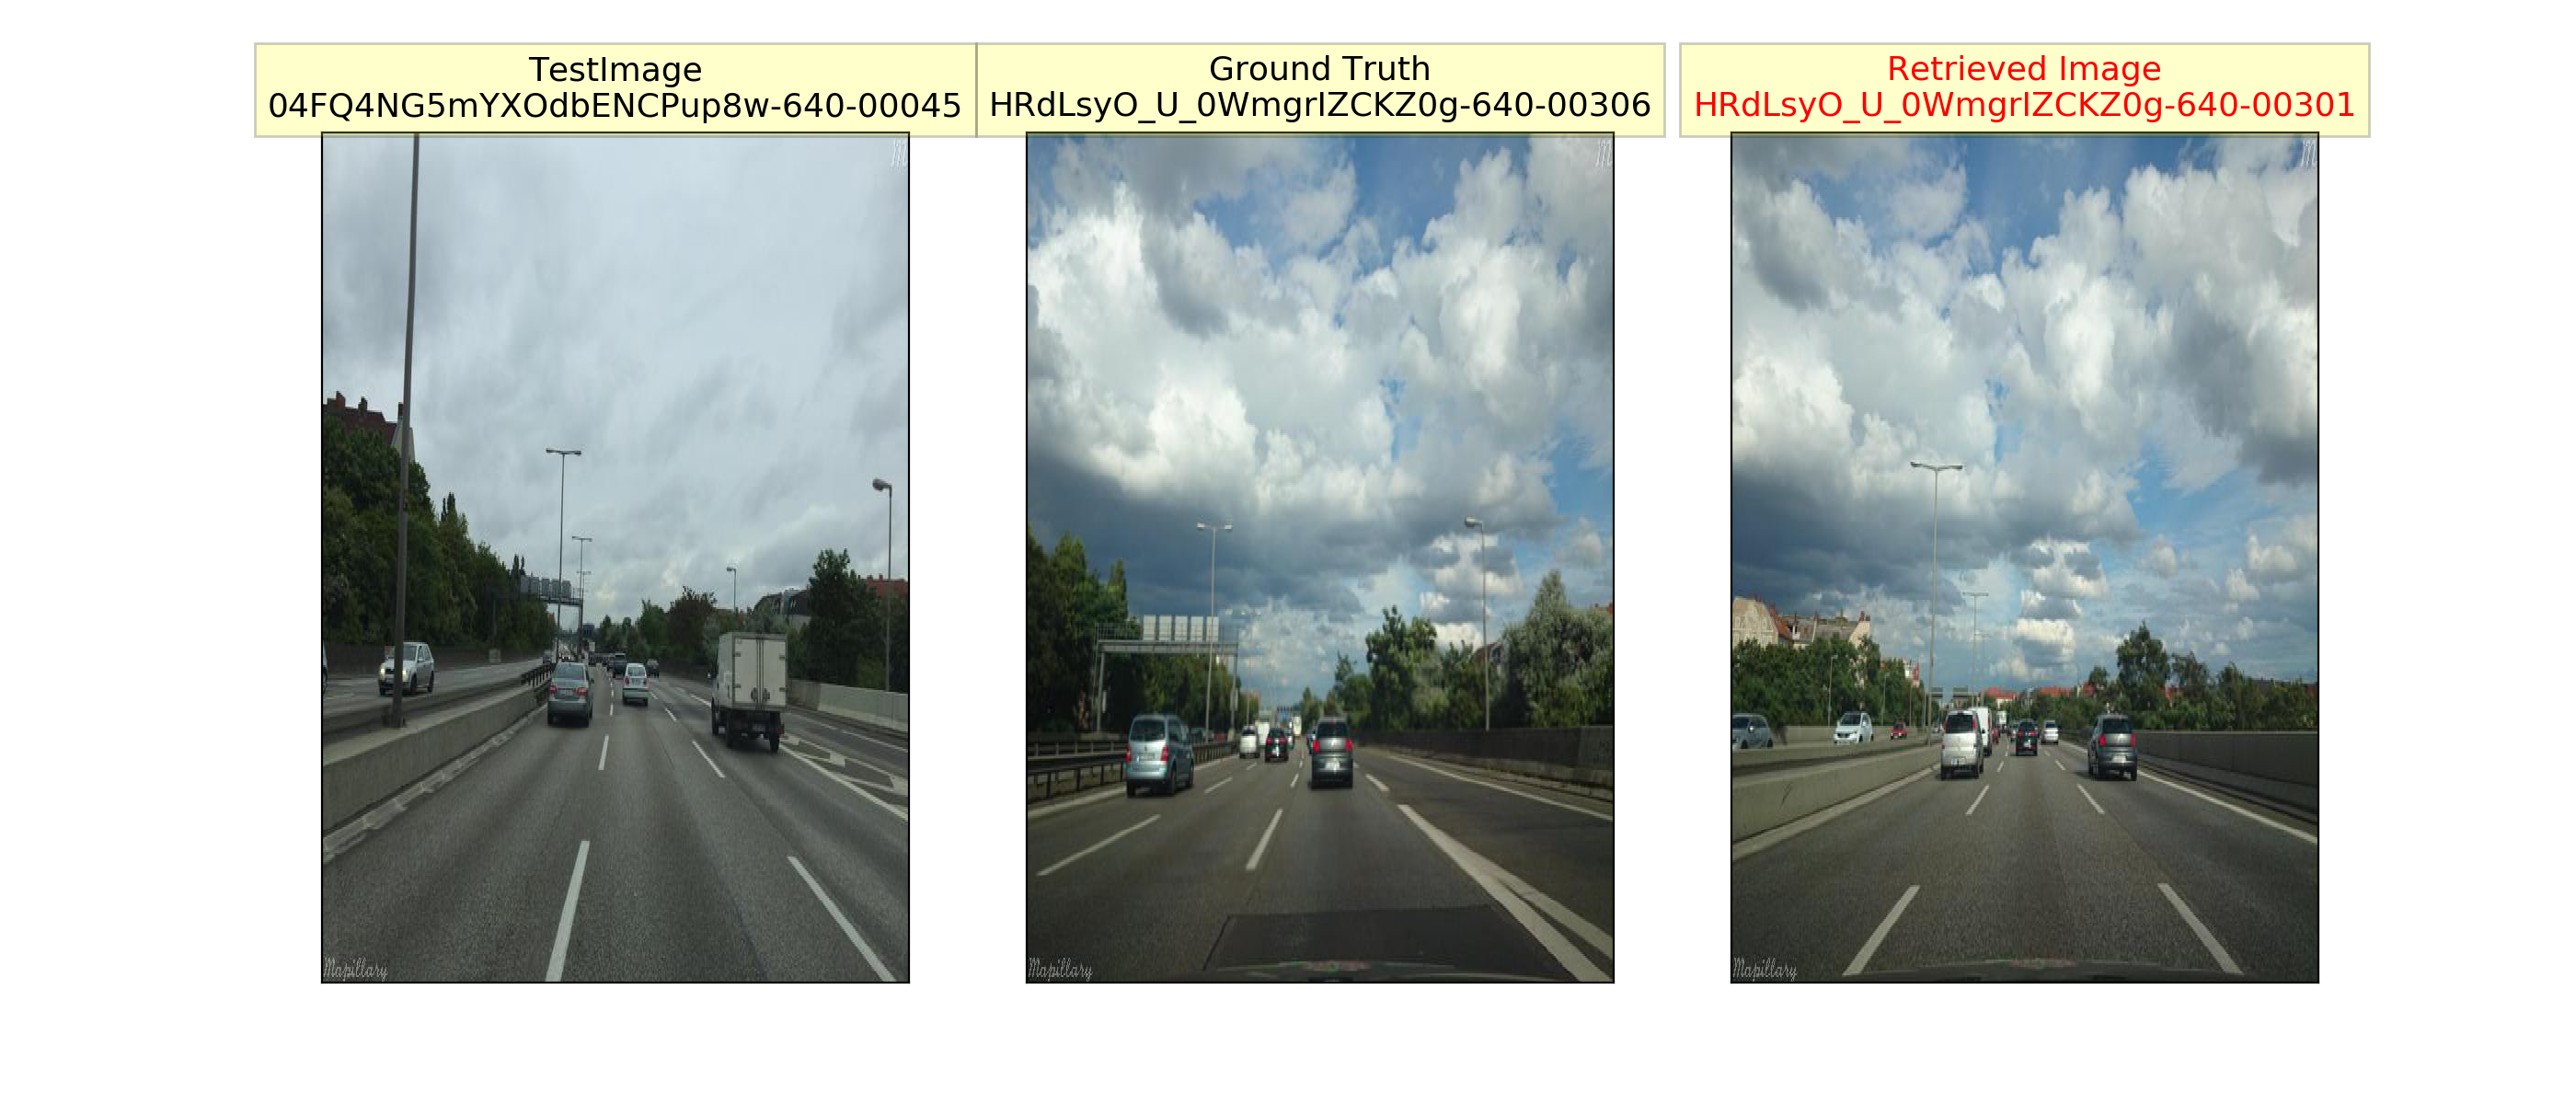 TestImage
04FQ4NG5mYXOdbENCPup8w-640-00045
Ground Truth
HRdLsyO_U_0WmgrIZCKZ0g-640-00306
Retrieved Image
HRdLsyO_U_0WmgrIZCKZ0g-640-00301
M
M
M
Mapillary
Mapillary
Mapillary